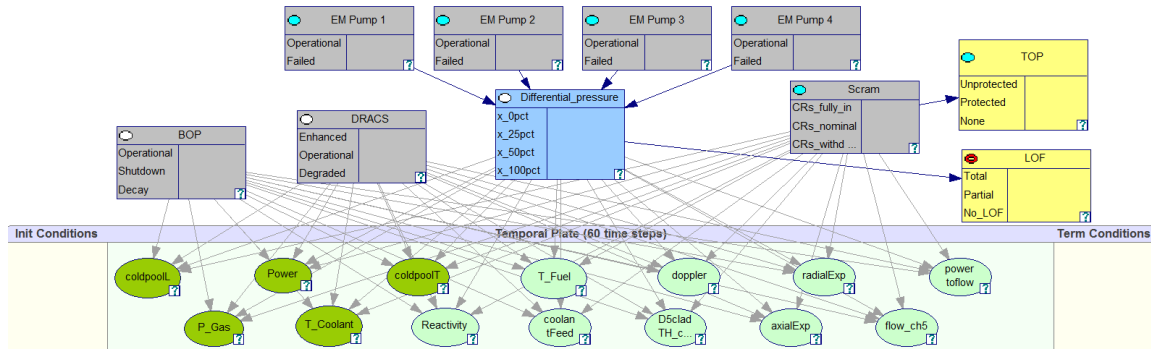 EM Pump 1
Operational
Failed
?
EM Pump 2
Operational
Failed
?
EM Pump 3
Operational
Failed
?
EM Pump 4
Operational
Failed
?
TOP
Unprotected
Protected
None
?
Scram
CRs_fully_in
CRs_nominal
CRs_withd ...
?
Differential_pressure
x_0pct
x_25pct
x_50pct
x_100pct
?
DRACS
Enhanced
Operational
Degraded
?
BOP
Operational
Shutdown
Decay
?
LOF
Total
Partial
No_LOF
?
Init Conditions
Temporal Plate (60 time steps)
Term Conditions
coldpoolL
?
Power
?
coldpoolT
?
T_Fuel
?
doppler
?
radialExp
?
power
toflow
?
P_Gas
?
T_Coolant
?
Reactivity
?
coolan
tFeed
?
D5clad
TH_c...
?
axialExp
?
flow_ch5
?